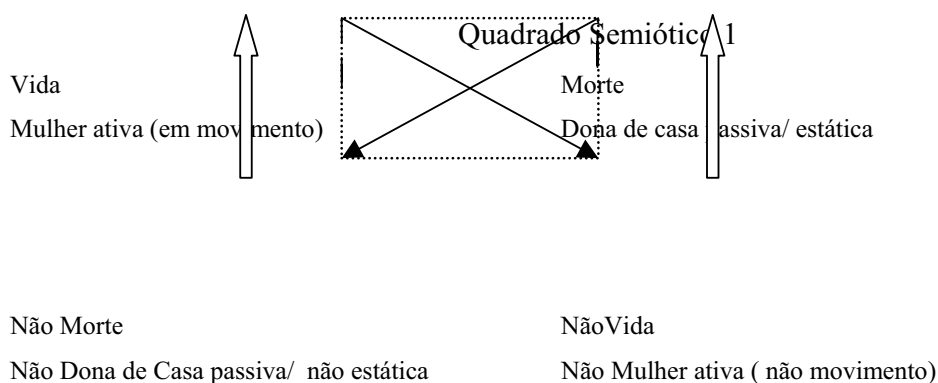 Quadrado Semiótico 1
Vida Morte
Mulher ativa (em movimento) Dona de casa passiva/ estática
Não Morte NãoVida
Não Dona de Casa passiva/ não estática Não Mulher ativa ( não movimento)